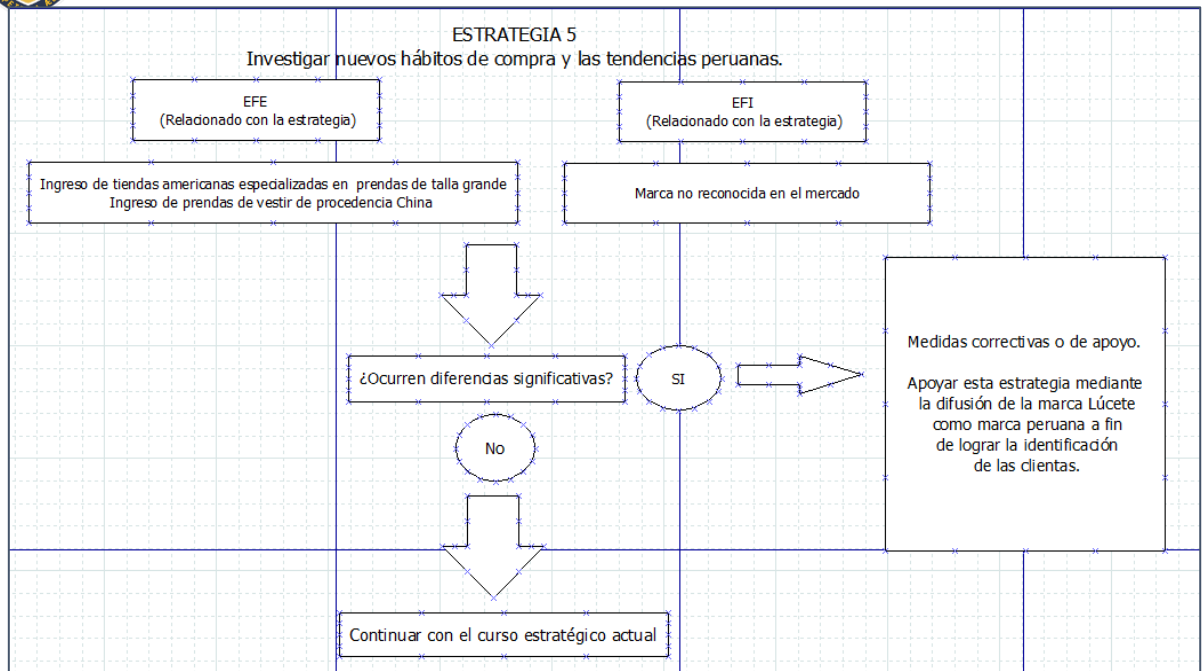 ESTRATEGIA 5
Investigar nuevos hábitos de compra y las tendencias peruanas.
EFE
(Relacionado con la estrategia)
EFI
(Relacionado con la estrategia)
Ingreso de tiendas americanas especializadas en prendas de talla grande
Ingreso de prendas de vestir de procedencia China
Marca no reconocida en el mercado
¿Ocurren diferencias significativas?
SI
Medidas correctivas o de apoyo.
Apoyar esta estrategia mediante
la difusión de la marca Lúcete
como marca peruana a fin
de lograr la identificación
de las clientas.
No
Continuar con el curso estratégico actual